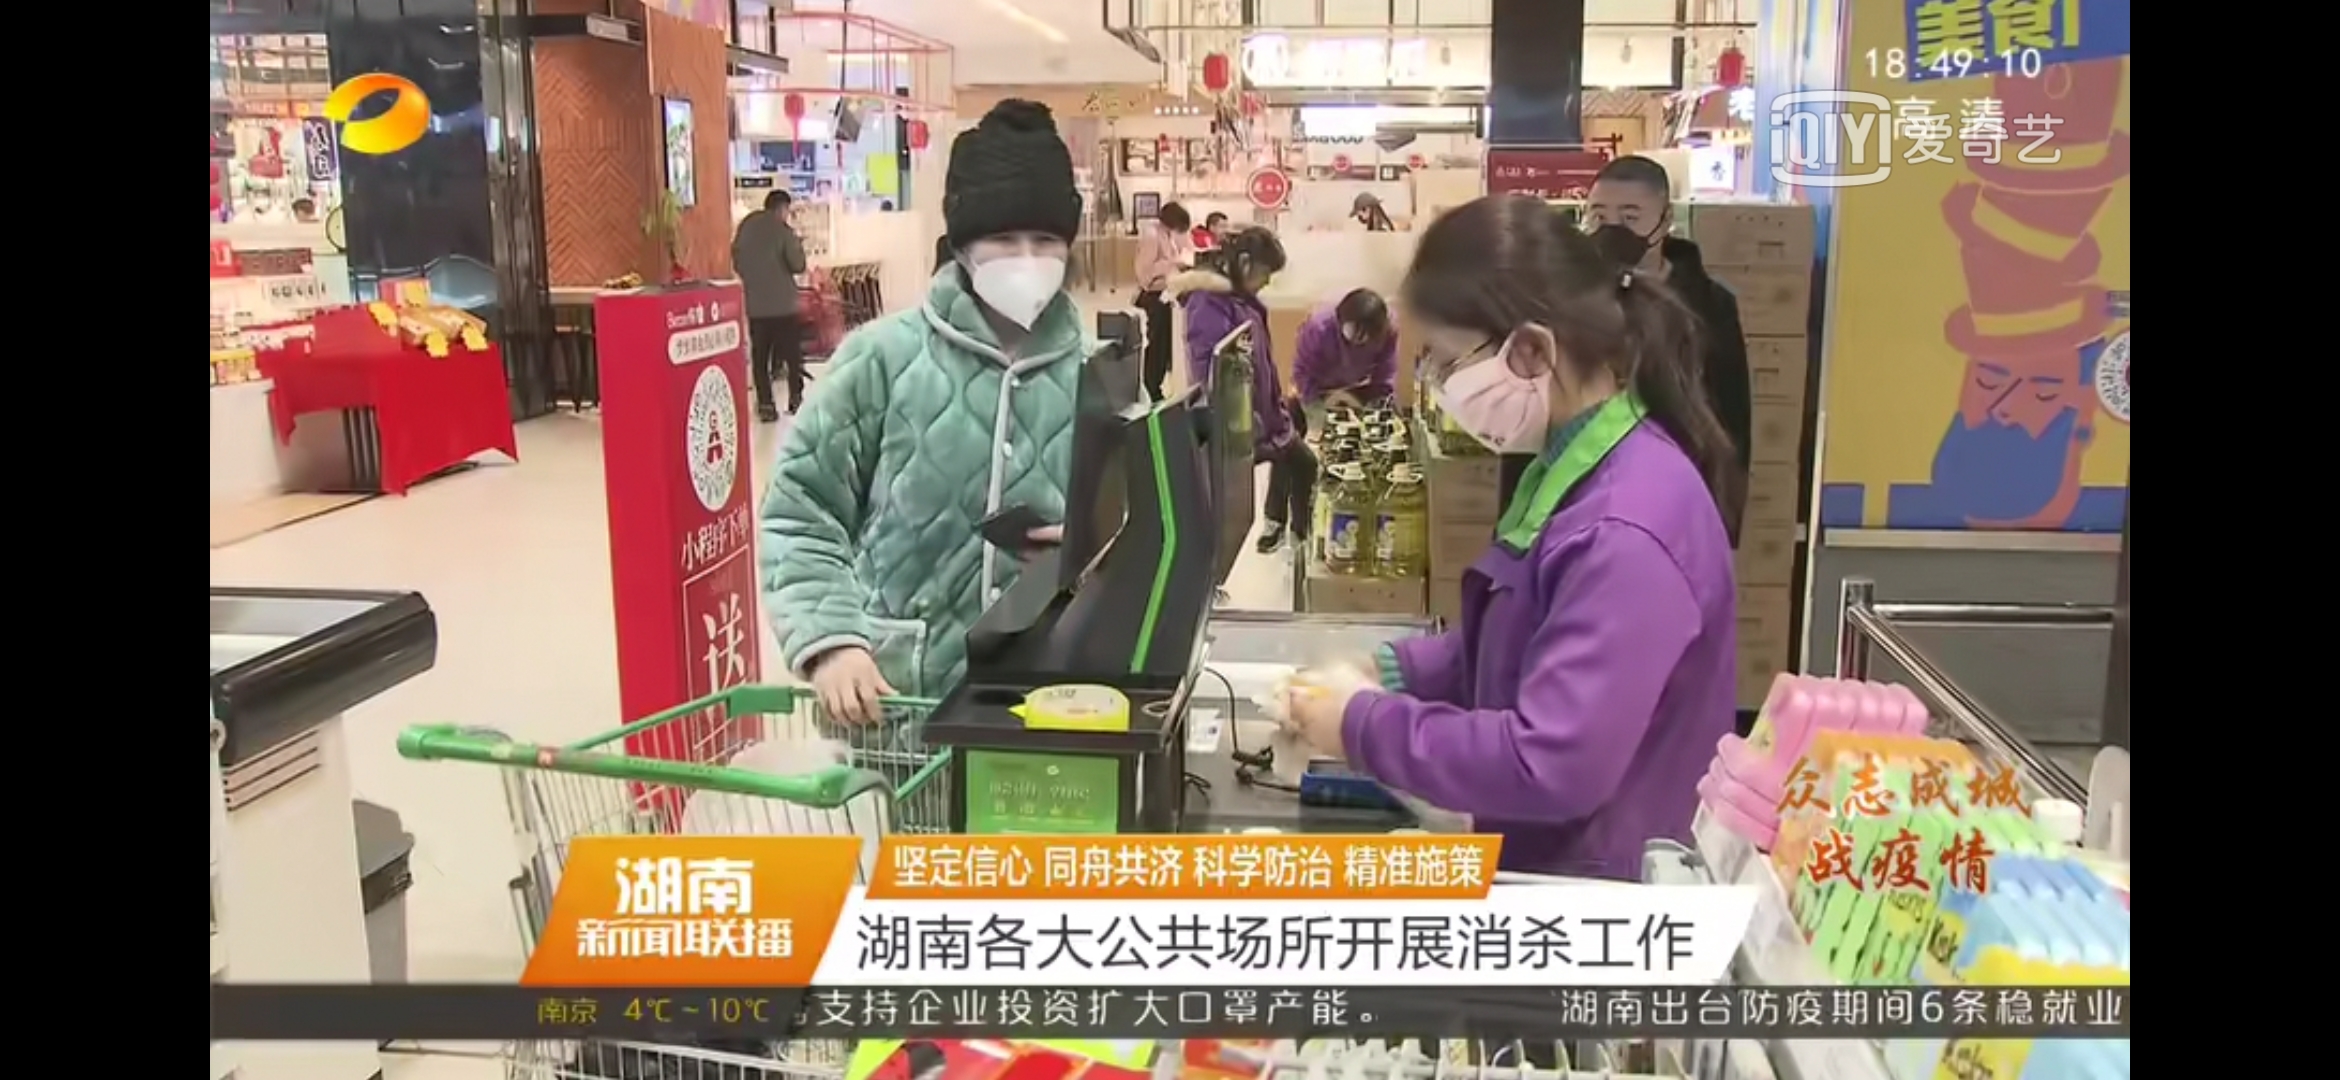 美食
18:49:10
高清
iQIYI 爱奇艺
小程序下单
送
众志成城
战疫情
坚定信心 同舟共济 科学防治 精准施策
湖南
新闻联播
湖南各大公共场所开展消杀工作
南京 4℃~10℃
支持企业投资扩大口罩产能。
湖南出台防疫期间6条稳就业